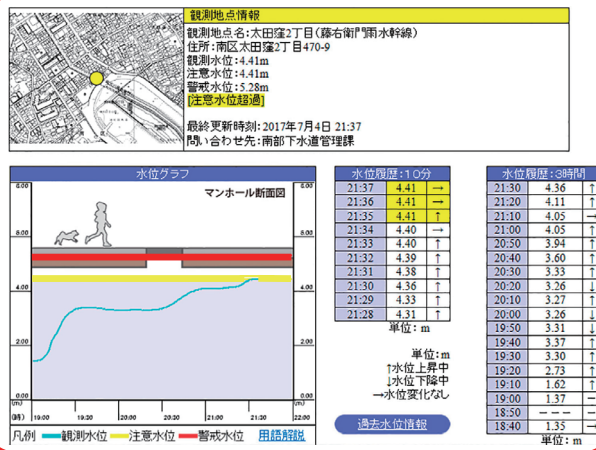 観測地点情報
観測地点名:太田窪2丁目(藤右衛門雨水幹線)
住所:南区太田窪2丁目470-9
観測水位:4.41m
注意水位:4.41m
警戒水位:5.28m
[注意水位超過]
最終更新時刻:2017年7月4日 21:37
問い合わせ先:南部下水道管理課
水位グラフ
マンホール断面図
8.00 8.00
6.00 6.00
4.00 4.00
2.00 2.00
0.00 0.00
(m) (m)
(時) 19:00 19:30 20:00 20:30 21:00 21:30 22:00
凡例 観測水位 注意水位 警戒水位 用語解説
水位履歴:10分
21:37 4.41 →
21:36 4.41 →
21:35 4.41 ↑
21:34 4.40 →
21:33 4.40 ↑
21:32 4.39 ↑
21:31 4.38 ↑
21:30 4.36 ↑
21:29 4.33 ↑
21:28 4.31 ↑
単位: m
単位: m
↑水位上昇中
↓水位下降中
→水位変化なし
過去水位情報
水位履歴:3時間
21:30 4.36 ↑
21:20 4.11 ↑
21:10 4.05 →
21:00 4.05 ↑
20:50 3.94 ↑
20:40 3.60 ↑
20:30 3.33 ↑
20:20 3.26 ↓
20:10 3.27 ↑
20:00 3.26 ↓
19:50 3.31 ↓
19:40 3.37 ↑
19:30 3.30 ↑
19:20 2.73 ↑
19:10 1.62 ↑
19:00 1.37 −
18:50 --- −
18:40 1.35 →
単位: m